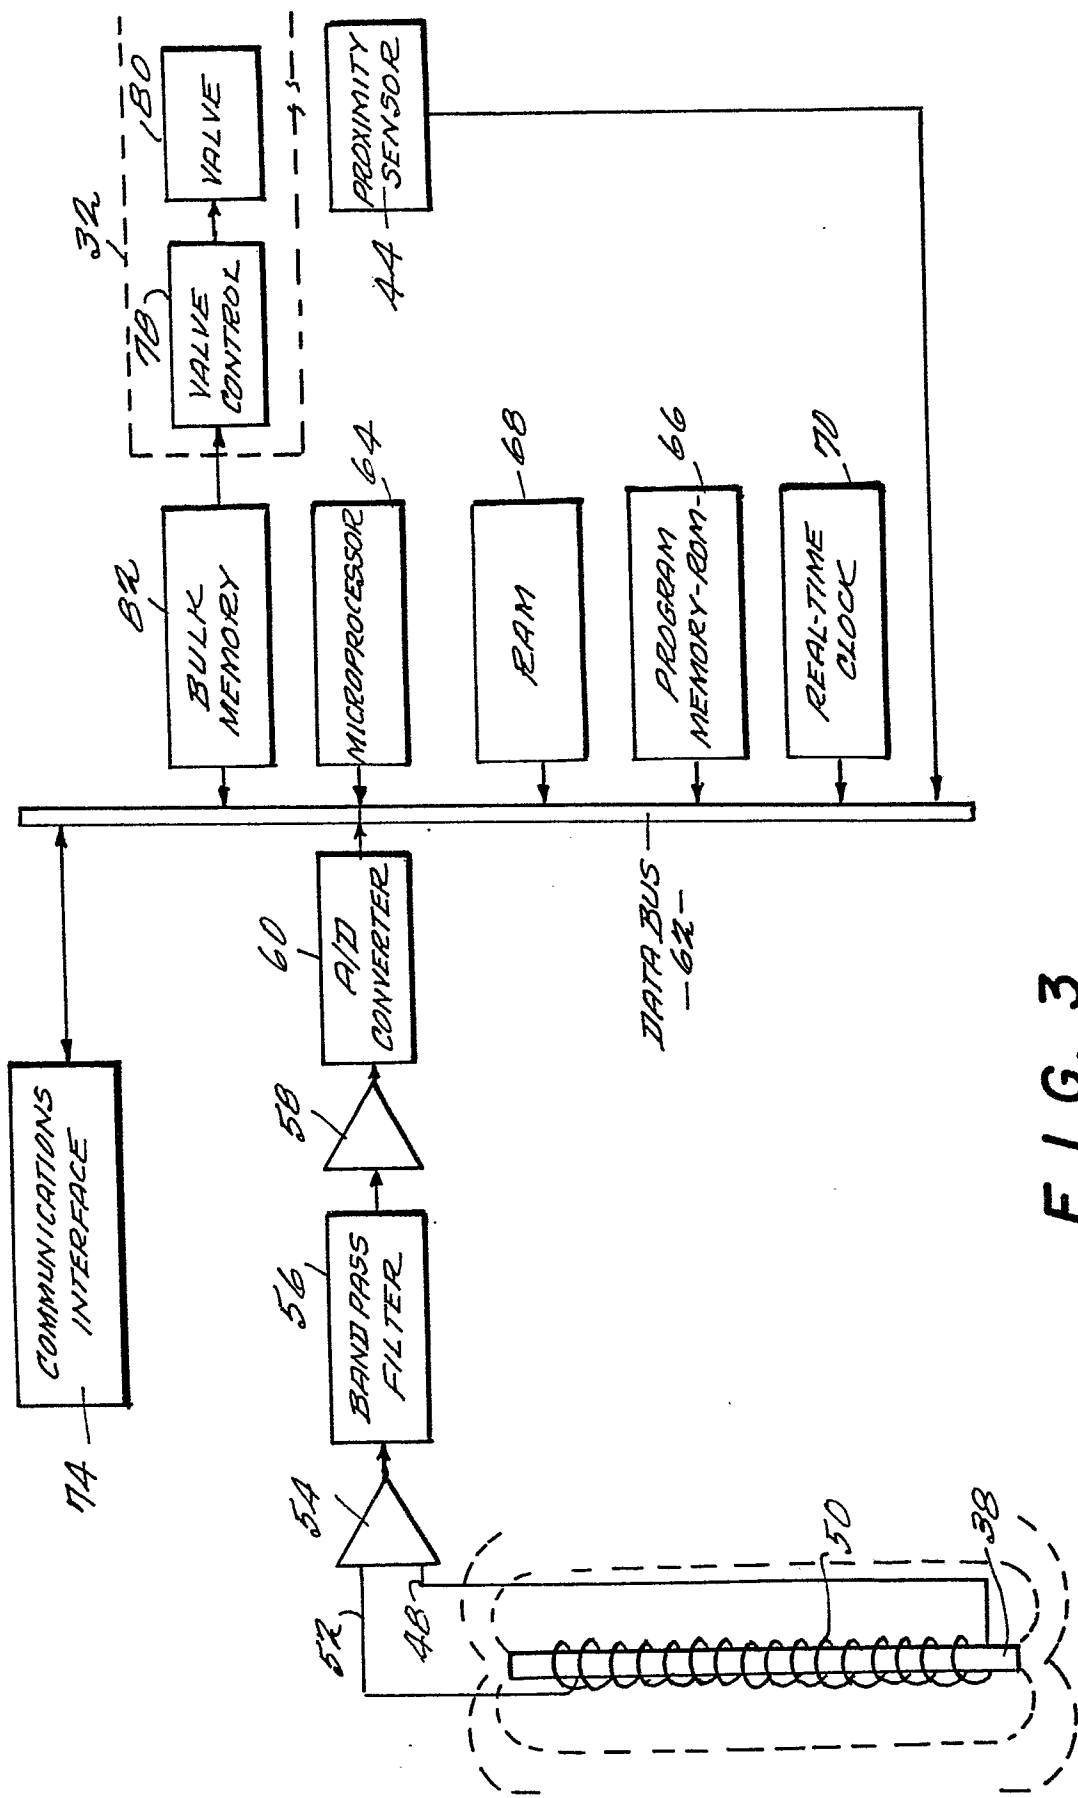 COMMUNICATIONS
INTERFACE
74
32
78
VALVE
CONTROL
80
VALVE
82
BULK
MEMORY
PROXIMITY
SENSOR
44
52
48
54
56
BAND PASS
FILTER
58
60
A/D
CONVERTER
64
MICROPROCESSOR
68
RAM
66
PROGRAM
MEMORY-ROM-
70
REAL-TIME
CLOCK
DATA BUS
-62-
50
38
FIG. 3